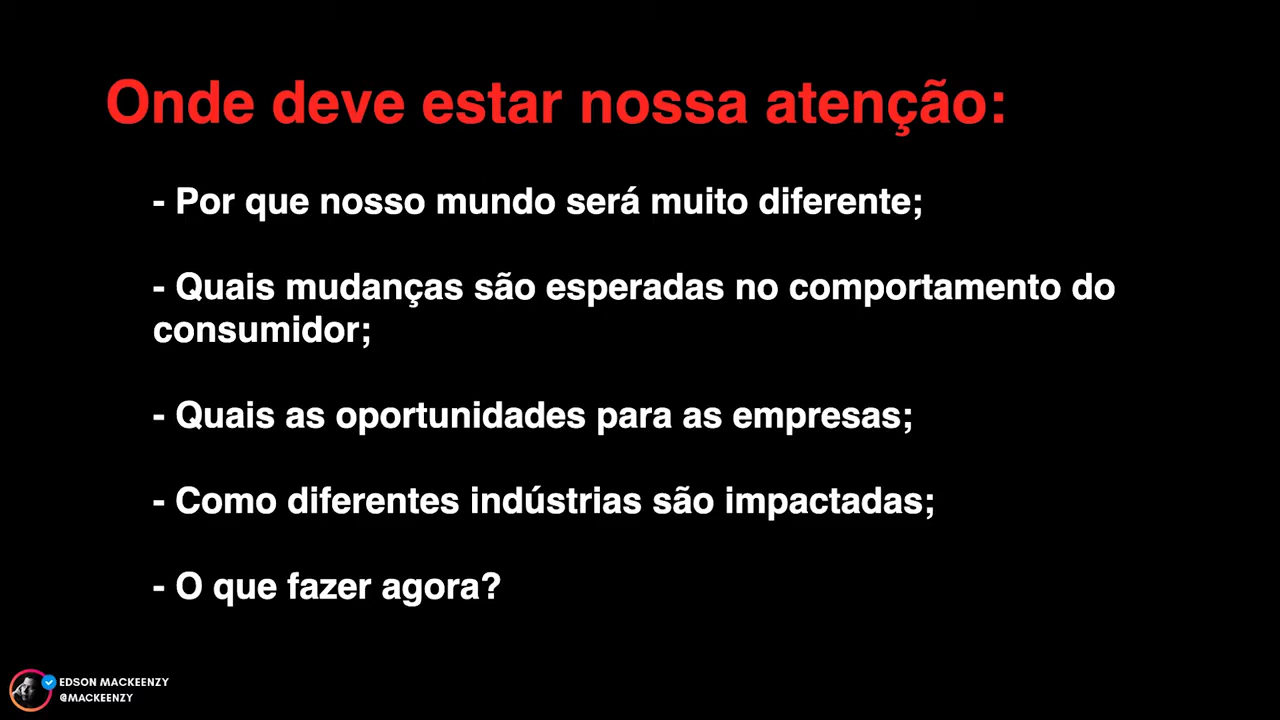 Onde deve estar nossa atenção:
- Por que nosso mundo será muito diferente;
- Quais mudanças são esperadas no comportamento do
consumidor;
- Quais as oportunidades para as empresas;
- Como diferentes indústrias são impactadas;
- O que fazer agora?
EDSON MACKEENZY
@MACKEENZY